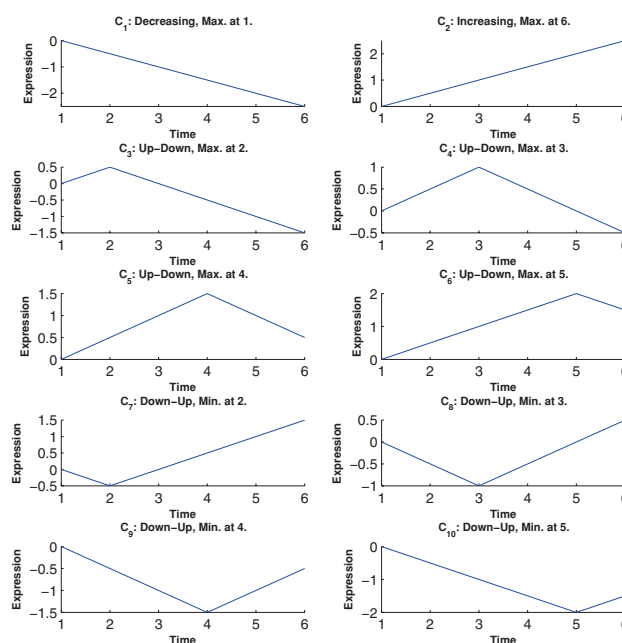 C1: Decreasing, Max. at 1.
Expression
0
−1
−2
1 2 3 4 5 6
Time
C2: Increasing, Max. at 6.
Expression
2
1
0
1 2 3 4 5 6
Time
C3: Up−Down, Max. at 2.
Expression
0.5
0
−0.5
−1
−1.5
1 2 3 4 5 6
Time
C4: Up−Down, Max. at 3.
Expression
1
0.5
0
−0.5
1 2 3 4 5 6
Time
C5: Up−Down, Max. at 4.
Expression
1.5
1
0.5
0
1 2 3 4 5 6
Time
C6: Up−Down, Max. at 5.
Expression
2
1
0
1 2 3 4 5 6
Time
C7: Down−Up, Min. at 2.
Expression
1.5
1
0.5
0
−0.5
1 2 3 4 5 6
Time
C8: Down−Up, Min. at 3.
Expression
0.5
0
−0.5
−1
1 2 3 4 5 6
Time
C9: Down−Up, Min. at 4.
Expression
0
−0.5
−1
−1.5
1 2 3 4 5 6
Time
C10: Down−Up, Min. at 5.
Expression
0
−1
−2
1 2 3 4 5 6
Time